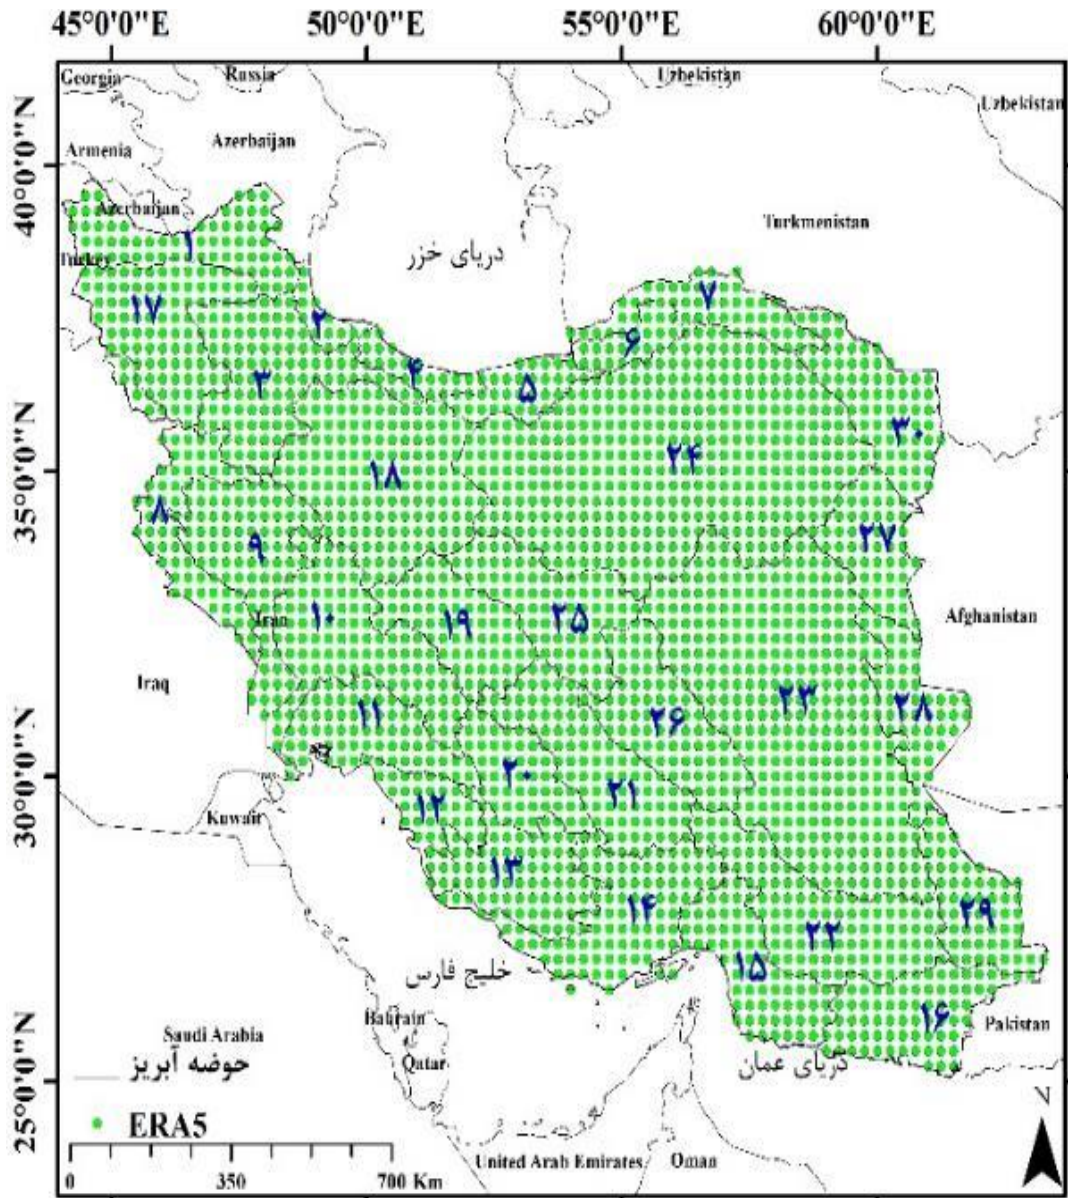 45°0'0"E 50°0'0"E 55°0'0"E 60°0'0"E
40°0'0"N
35°0'0"N
30°0'0"N
25°0'0"N
Georgia
Russia
Uzbekistan
Uzbekistan
Armenia
Azerbaijan
Azerbaijan
Turkmenistan
Turkey
دریای خزر
۱
۱۷
۲
۷
۳
۴
۵
۶
۳۰
۱۸
۲۴
۸
۹
۲۷
Iran
۱۰
۱۹
۲۵
Afghanistan
Iraq
۱۱
۲۶
۲۳
۲۸
۲۰
۲۱
۱۲
Kuwait
۱۳
۱۴
۲۲
۲۹
خلیج فارس
۱۵
۱۶
Bahrain
Pakistan
Saudi Arabia
Qatar
حوضه آبریز
دریای عمان
ERA5
N
United Arab Emirates
Oman
0 350 700 Km